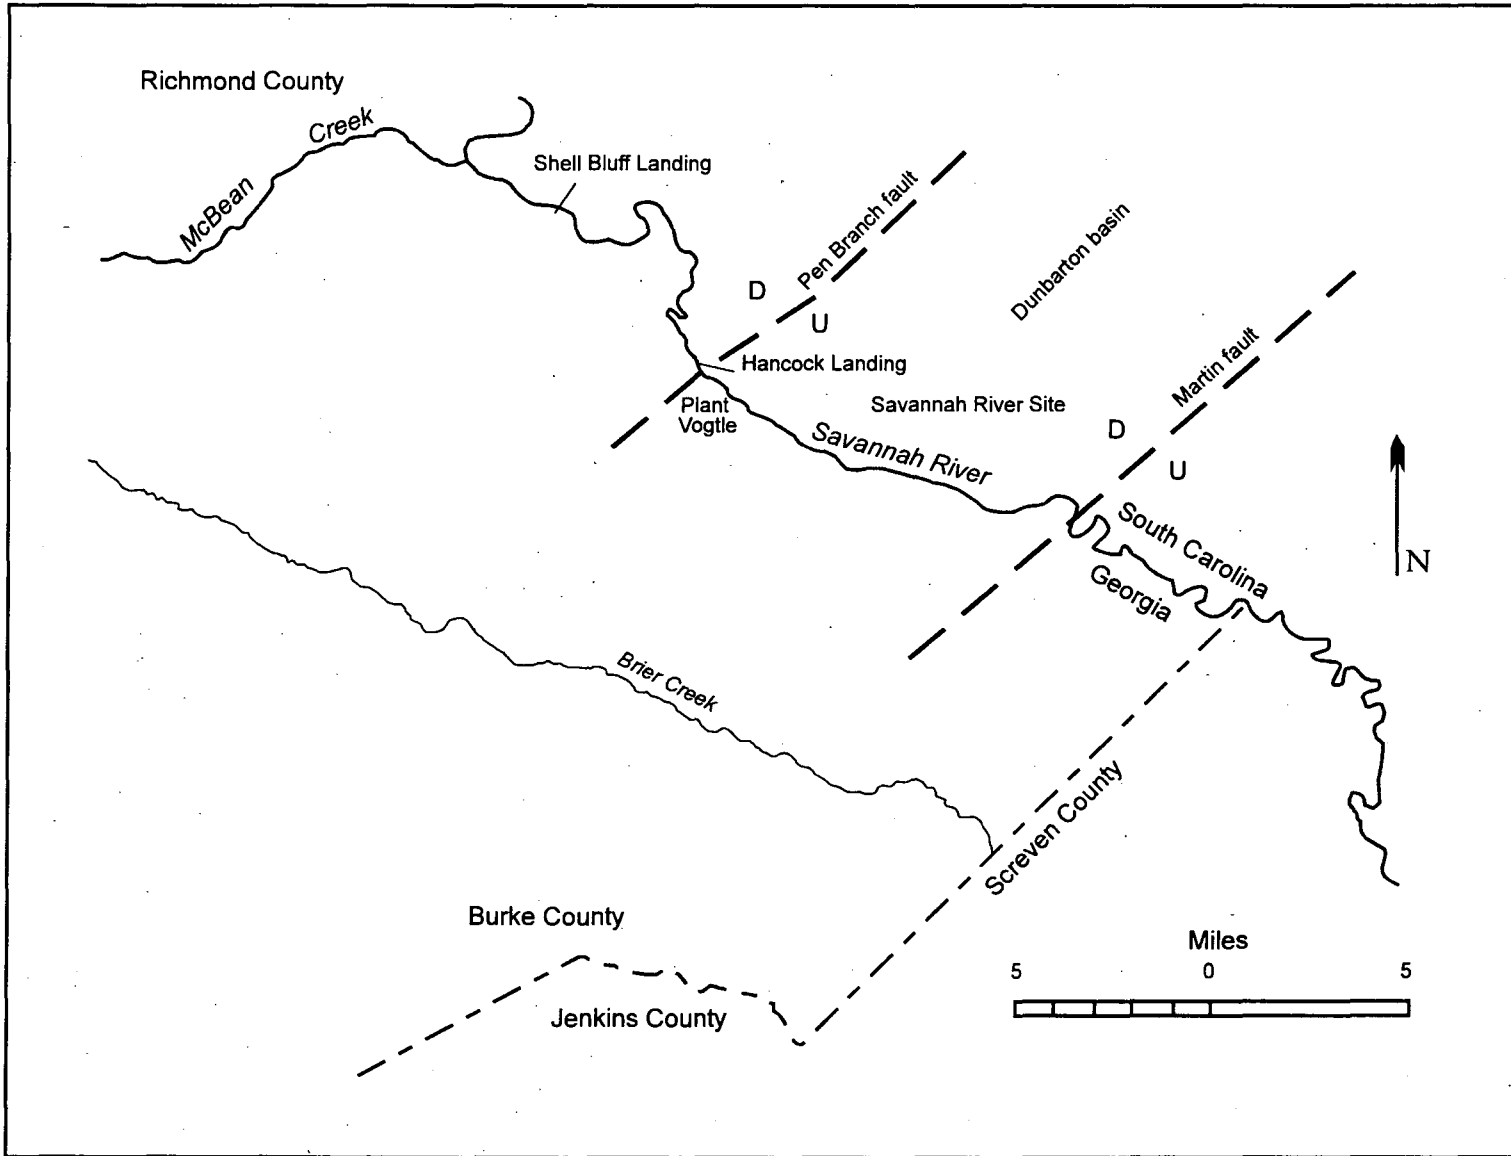 Richmond County
McBean Creek
Shell Bluff Landing
Pen Branch fault
Dunbarton basin
D
U
Hancock Landing
Martin fault
Plant
Vogtle
Savannah River Site
Savannah River
D
U
South Carolina
Georgia
N
Brier Creek
Screven County
Burke County
Jenkins County
Miles
5 0 5